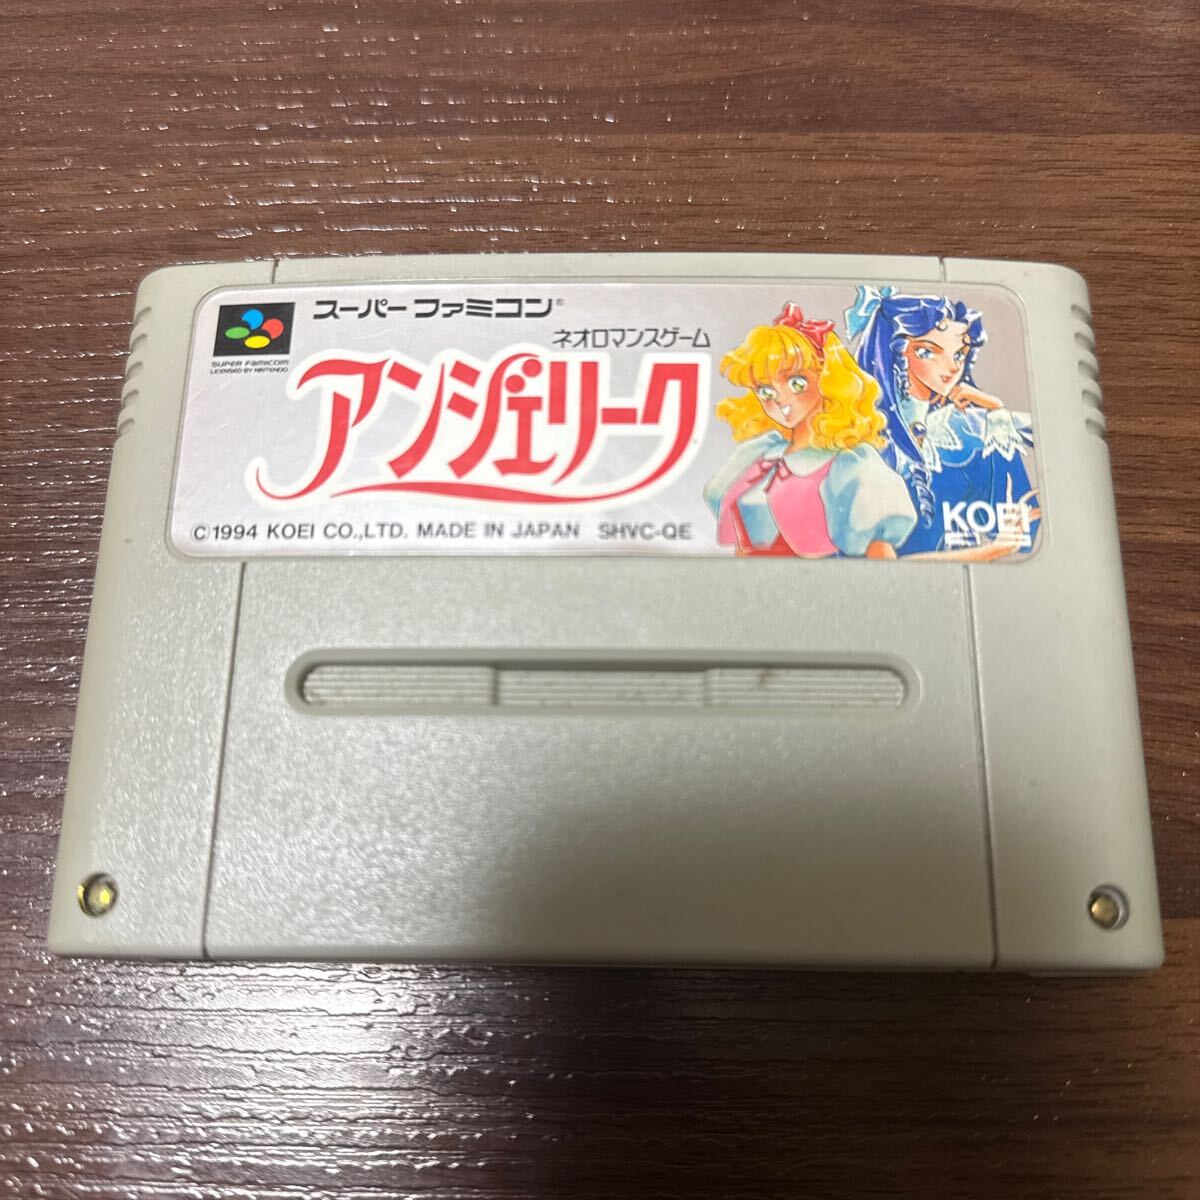 スーパーファミコン®
SUPER FAMICOM
LICENSED BY NINTENDO
ネオロマンスゲーム
アンジェリーク
©1994 KOEI CO.,LTD. MADE IN JAPAN SHVC-QE
KOEI